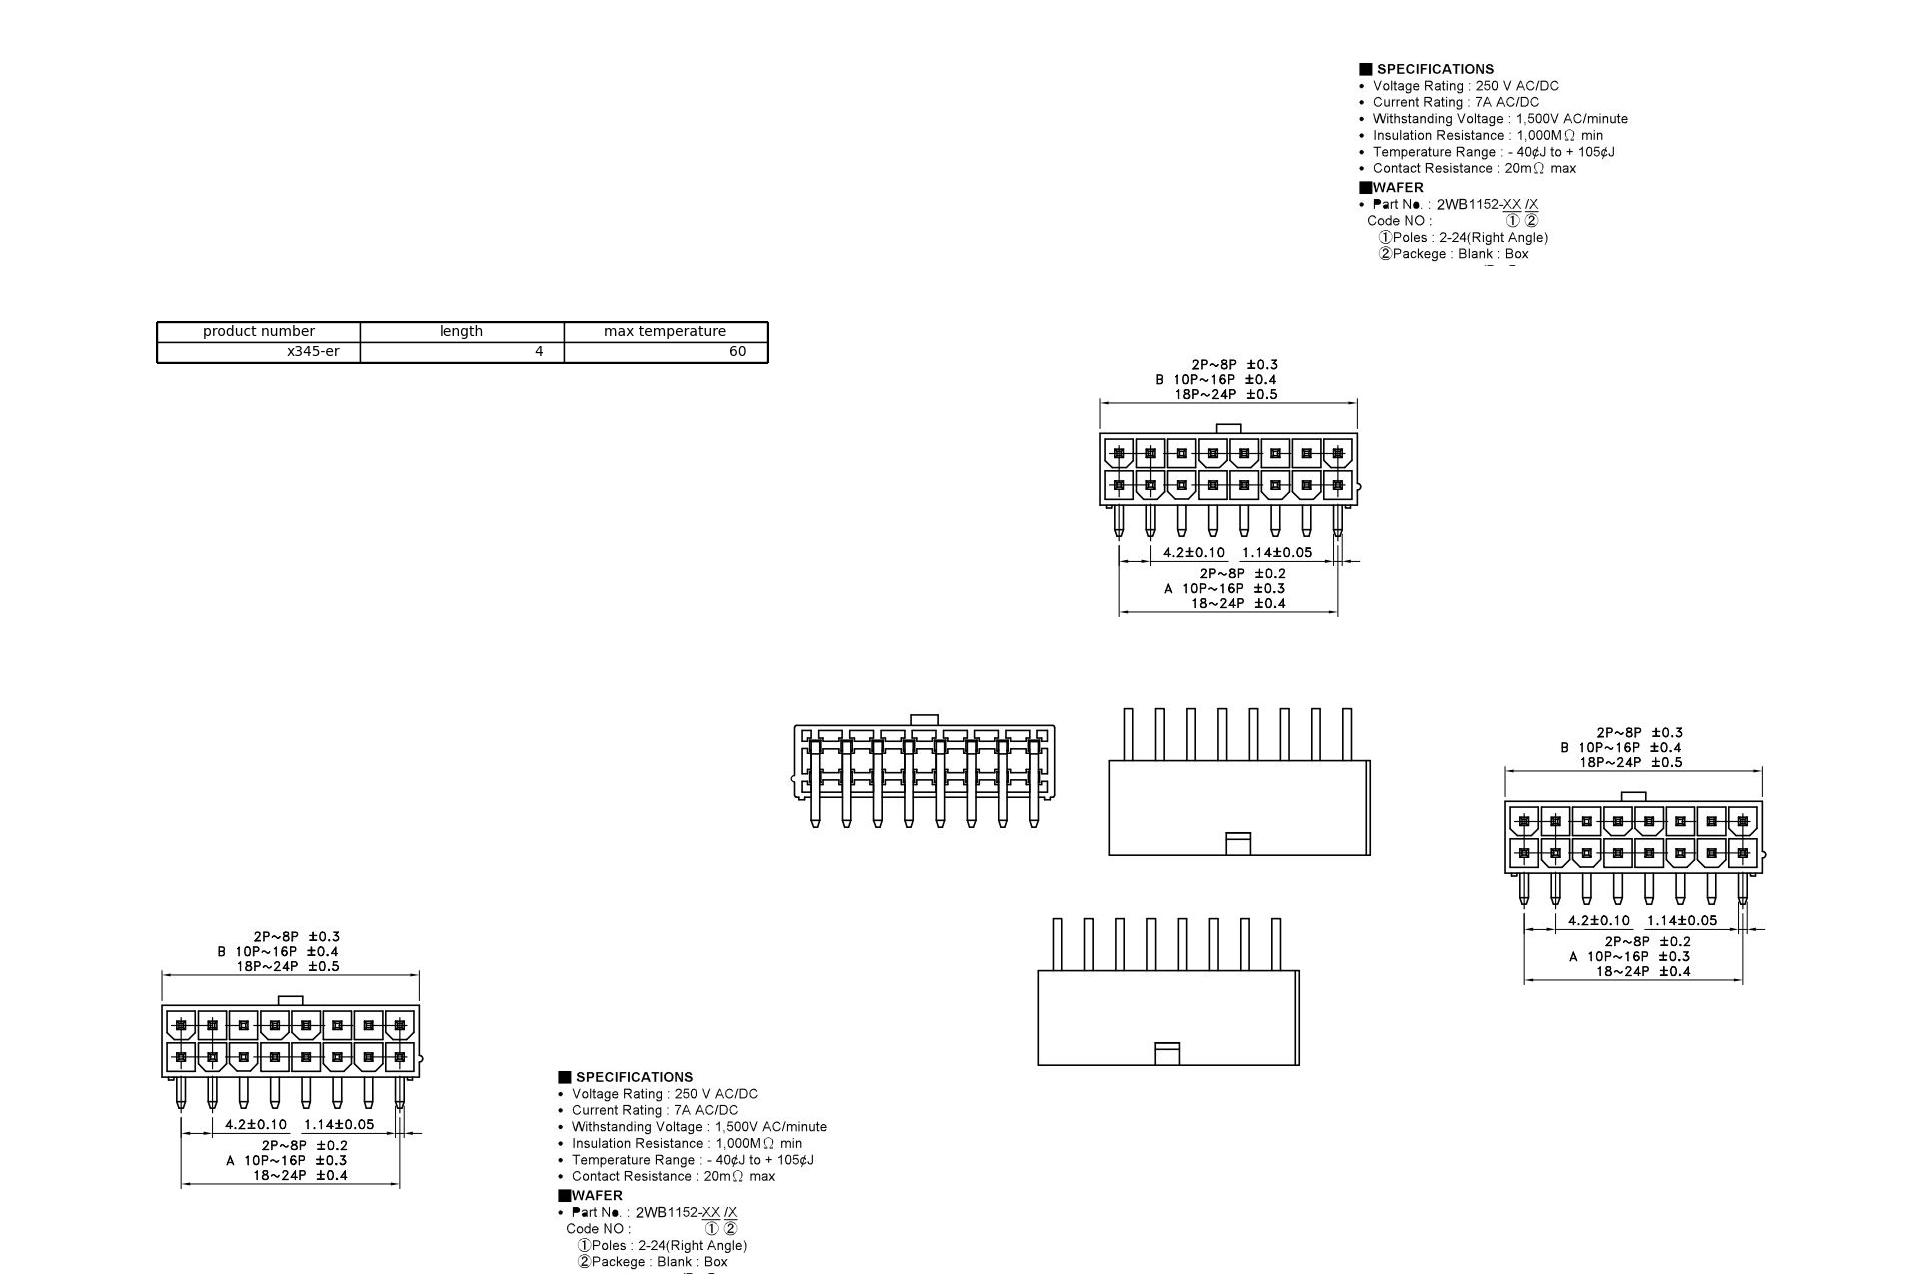 ■ SPECIFICATIONS
• Voltage Rating : 250 V AC/DC
• Current Rating : 7A AC/DC
• Withstanding Voltage : 1,500V AC/minute
• Insulation Resistance : 1,000MΩ min
• Temperature Range : - 40¢J to + 105¢J
• Contact Resistance : 20mΩ max
■WAFER
• Part No. : 2WB1152-XX /X
Code NO : ① ②
①Poles : 2-24(Right Angle)
②Packege : Blank : Box
product number length max temperature
x345-er 4 60
2P~8P ±0.3
B 10P~16P ±0.4
18P~24P ±0.5
4.2±0.10 1.14±0.05
2P~8P ±0.2
A 10P~16P ±0.3
18~24P ±0.4
2P~8P ±0.3
B 10P~16P ±0.4
18P~24P ±0.5
4.2±0.10 1.14±0.05
2P~8P ±0.2
A 10P~16P ±0.3
18~24P ±0.4
2P~8P ±0.3
B 10P~16P ±0.4
18P~24P ±0.5
4.2±0.10 1.14±0.05
2P~8P ±0.2
A 10P~16P ±0.3
18~24P ±0.4
■ SPECIFICATIONS
• Voltage Rating : 250 V AC/DC
• Current Rating : 7A AC/DC
• Withstanding Voltage : 1,500V AC/minute
• Insulation Resistance : 1,000MΩ min
• Temperature Range : - 40¢J to + 105¢J
• Contact Resistance : 20mΩ max
■WAFER
• Part No. : 2WB1152-XX /X
Code NO : ① ②
①Poles : 2-24(Right Angle)
②Packege : Blank : Box